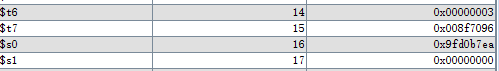 $t6 14 0x00000003
$t7 15 0x008f7096
$s0 16 0x9fd0b7ea
$s1 17 0x00000000